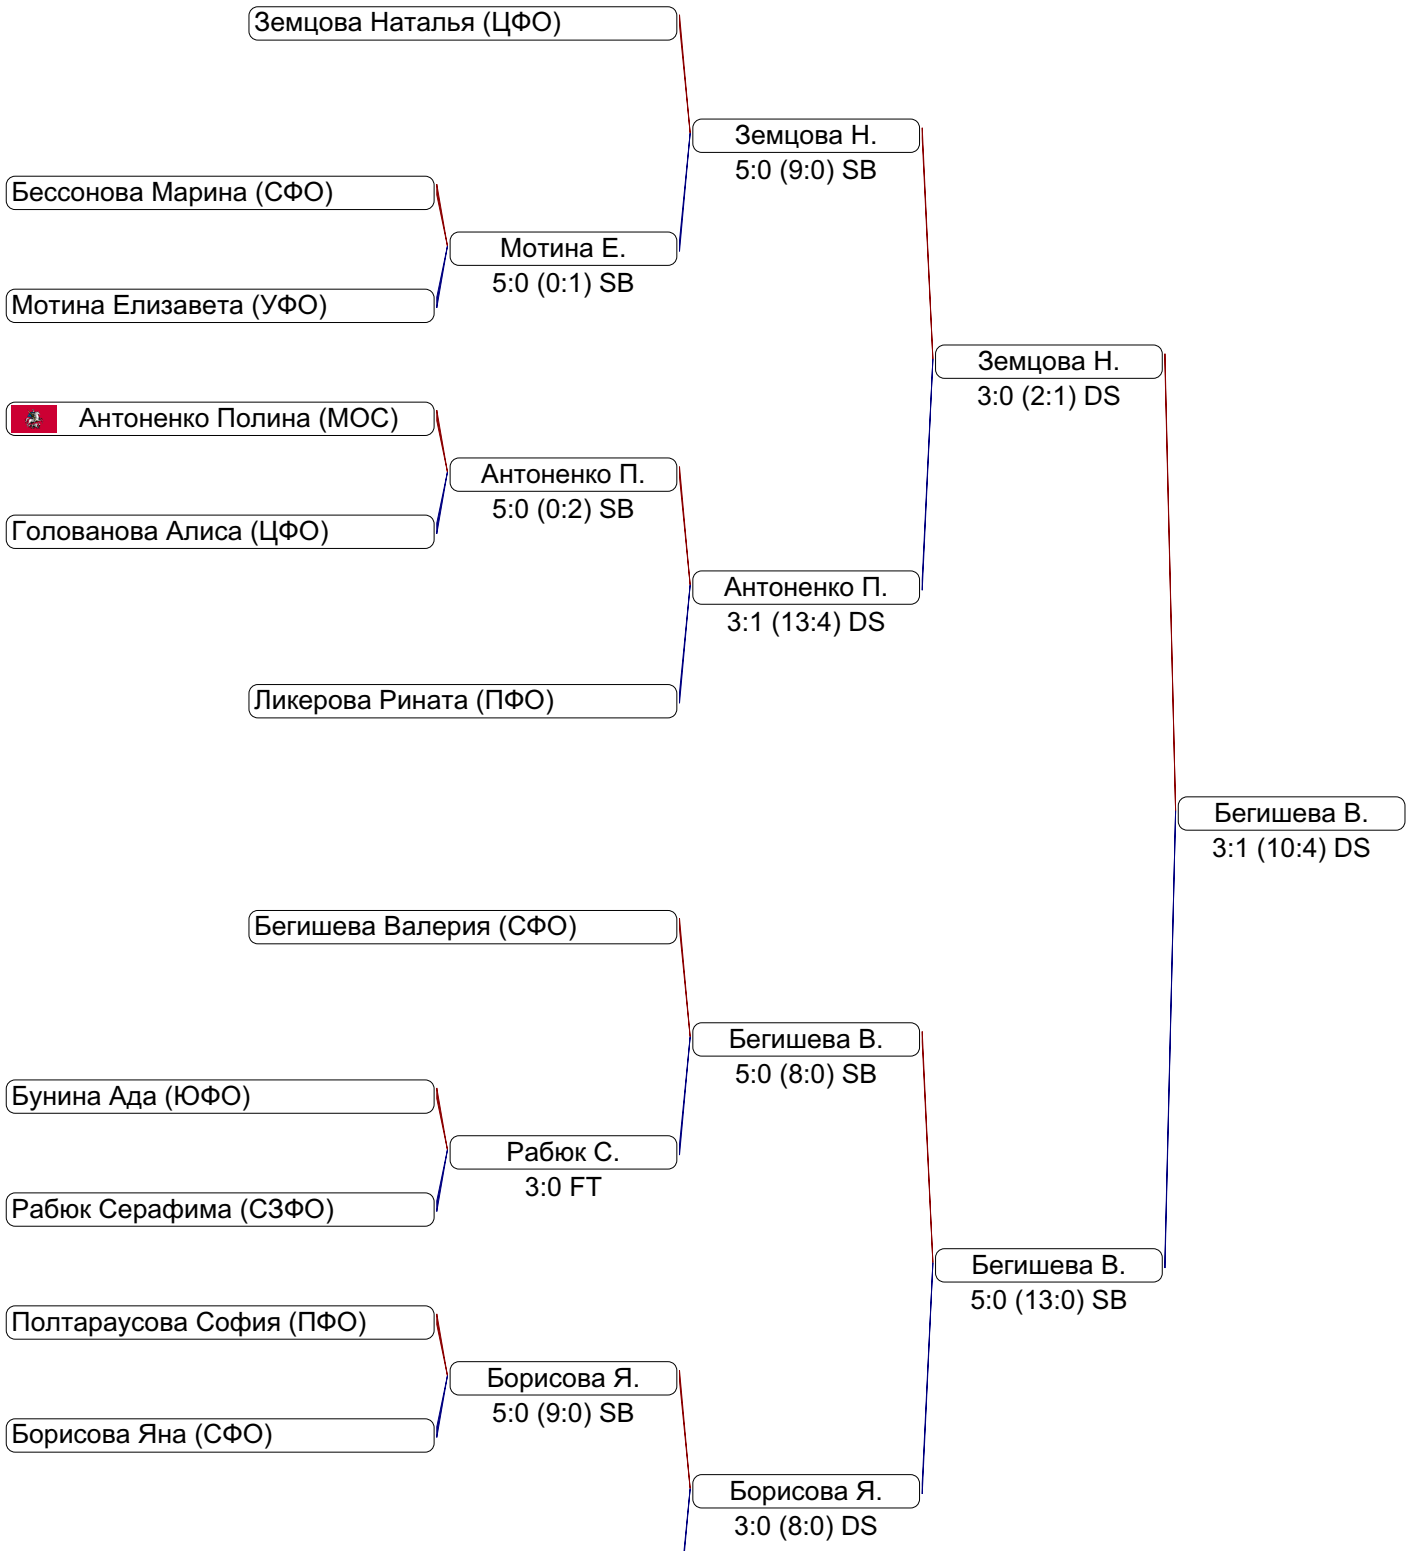 Земцова Наталья (ЦФО)
Земцова Н.
5:0 (9:0) SB
Бессонова Марина (СФО)
Мотина Е.
5:0 (0:1) SB
Мотина Елизавета (УФО)
Земцова Н.
3:0 (2:1) DS
Антоненко Полина (МОС)
Антоненко П.
5:0 (0:2) SB
Голованова Алиса (ЦФО)
Антоненко П.
3:1 (13:4) DS
Ликерова Рината (ПФО)
Бегишева В.
3:1 (10:4) DS
Бегишева Валерия (СФО)
Бегишева В.
5:0 (8:0) SB
Бунина Ада (ЮФО)
Рабюк С.
3:0 FT
Рабюк Серафима (СЗФО)
Бегишева В.
5:0 (13:0) SB
Полтараусова София (ПФО)
Борисова Я.
5:0 (9:0) SB
Борисова Яна (СФО)
Борисова Я.
3:0 (8:0) DS